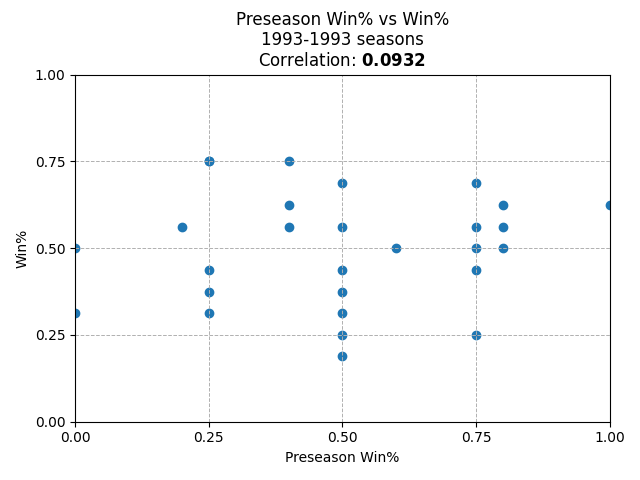 Preseason Win% vs Win%
1993-1993 seasons
Correlation: 0.0932
1.00
0.75
0.50
0.25
0.00
Win%
0.00 0.25 0.50 0.75 1.00
Preseason Win%